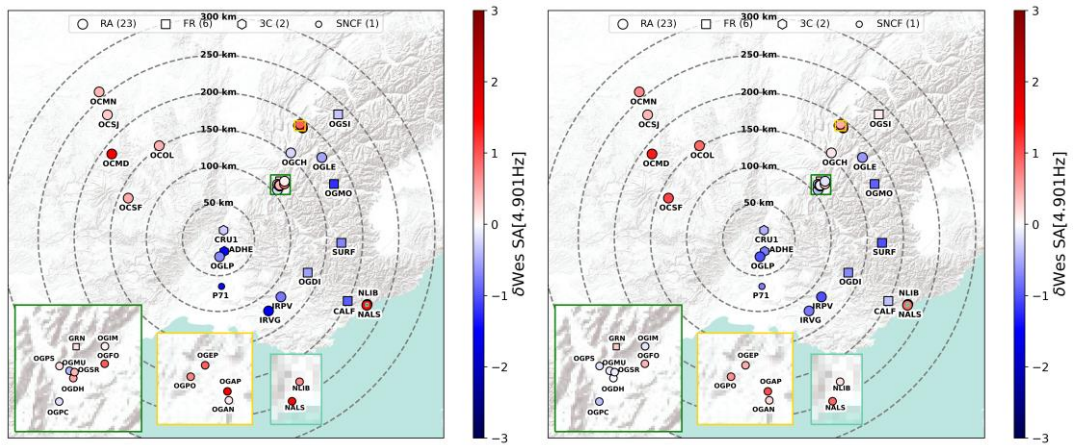 RA (23) FR (6) 3C (2) SNCF (1)
300 km
250 km
200 km
150 km
100 km
50 km
OCMN
OCSJ
OCMD
OCOL
OCSF
OGSI
OGCH
OGLE
OGMO
CRU1
ADHE
OGLP
SURF
OGDI
P71
IRPV
IRVG
CALF
NLIB
NALS
GRN
OGIM
OGPS
OGMU
OGFO
OGSR
OGDH
OGPC
OGEP
OGPO
OGAP
OGAN
NLIB
NALS
3
2
1
0
−1
−2
−3
δWes SA[4.901Hz]
RA (23) FR (6) 3C (2) SNCF (1)
300 km
250 km
200 km
150 km
100 km
50 km
OCMN
OCSJ
OCMD
OCOL
OCSF
OGSI
OGCH
OGLE
OGMO
CRU1
ADHE
OGLP
SURF
OGDI
P71
IRPV
IRVG
CALF
NLIB
NALS
GRN
OGIM
OGPS
OGMU
OGFO
OGSR
OGDH
OGPC
OGEP
OGPO
OGAP
OGAN
NLIB
NALS
3
2
1
0
−1
−2
−3
δWes SA[4.901Hz]